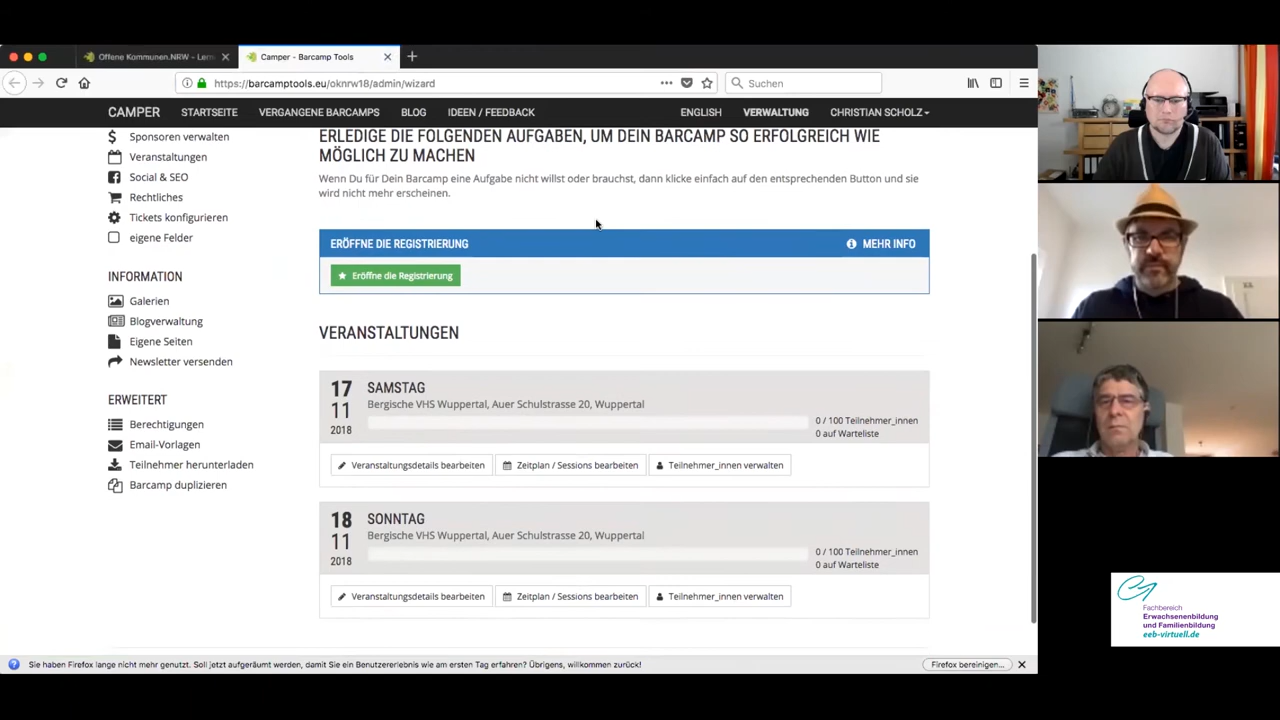 Offene Kommunen.NRW - Lern
Camper - Barcamp Tools
https://barcamptools.eu/oknrw18/admin/wizard
Suchen
CAMPER STARTSEITE VERGANGENE BARCAMPS BLOG IDEEN / FEEDBACK ENGLISH VERWALTUNG CHRISTIAN SCHOLZ
Sponsoren verwalten
Veranstaltungen
Social & SEO
Rechtliches
Tickets konfigurieren
eigene Felder
INFORMATION
Galerien
Blogverwaltung
Eigene Seiten
Newsletter versenden
ERWEITERT
Berechtigungen
Email-Vorlagen
Teilnehmer herunterladen
Barcamp duplizieren
ERLEDIGE DIE FOLGENDEN AUFGABEN, UM DEIN BARCAMP SO ERFOLGREICH WIE
MÖGLICH ZU MACHEN
Wenn Du für Dein Barcamp eine Aufgabe nicht willst oder brauchst, dann klicke einfach auf den entsprechenden Button und sie
wird nicht mehr erscheinen.
ERÖFFNE DIE REGISTRIERUNG MEHR INFO
Eröffne die Registrierung
VERANSTALTUNGEN
17
11
2018
SAMSTAG
Bergische VHS Wuppertal, Auer Schulstrasse 20, Wuppertal
0 / 100 Teilnehmer_innen
0 auf Warteliste
Veranstaltungsdetails bearbeiten Zeitplan / Sessions bearbeiten Teilnehmer_innen verwalten
18
11
2018
SONNTAG
Bergische VHS Wuppertal, Auer Schulstrasse 20, Wuppertal
0 / 100 Teilnehmer_innen
0 auf Warteliste
Veranstaltungsdetails bearbeiten Zeitplan / Sessions bearbeiten Teilnehmer_innen verwalten
Sie haben Firefox lange nicht mehr genutzt. Soll jetzt aufgeräumt werden, damit Sie ein Benutzererlebnis wie am ersten Tag erfahren? Übrigens, willkommen zurück!
Firefox bereinigen...
Fachbereich
Erwachsenenbildung
und Familienbildung
eeb-virtuell.de